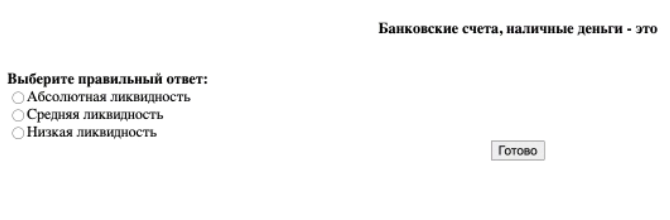 Банковские счета, наличные деньги - это
Выберите правильный ответ:
Абсолютная ликвидность
Средняя ликвидность
Низкая ликвидность
Готово